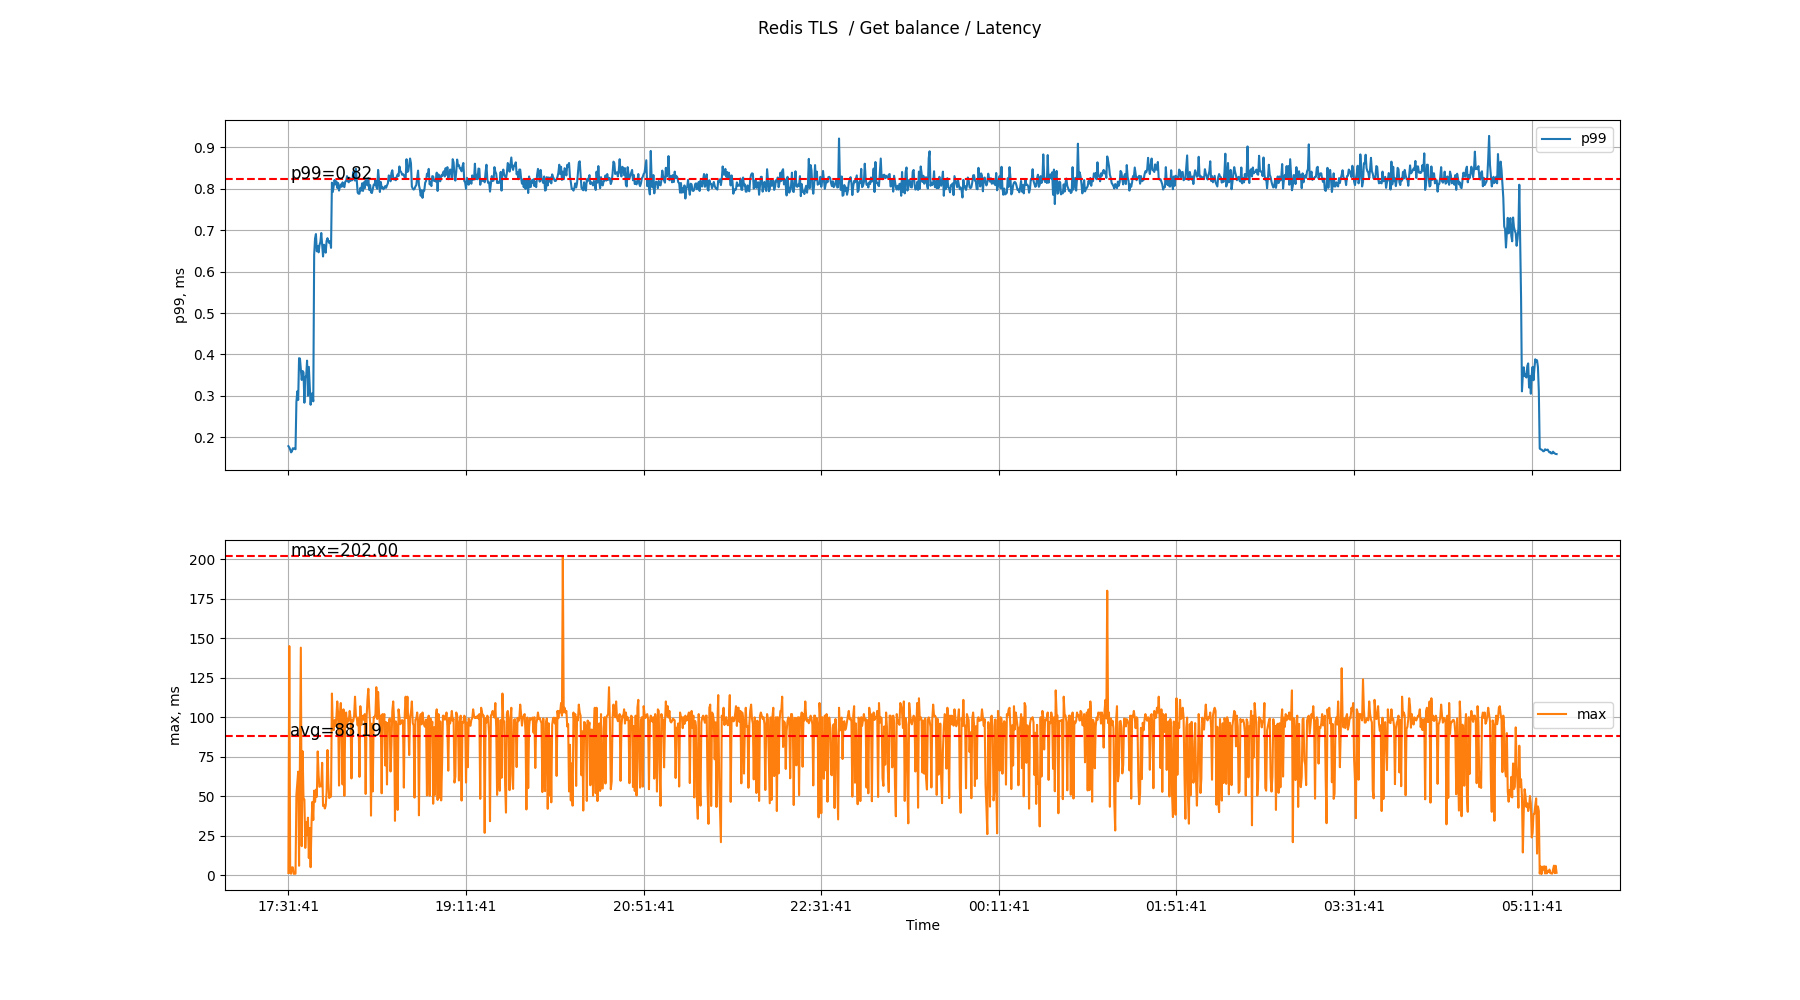 Redis TLS  / Get balance / Latency
p99, ms
0.9
0.8
0.7
0.6
0.5
0.4
0.3
0.2
p99=0.82
p99
max, ms
200
175
150
125
100
75
50
25
0
max=202.00
avg=88.19
max
17:31:41 19:11:41 20:51:41 22:31:41 00:11:41 01:51:41 03:31:41 05:11:41
Time